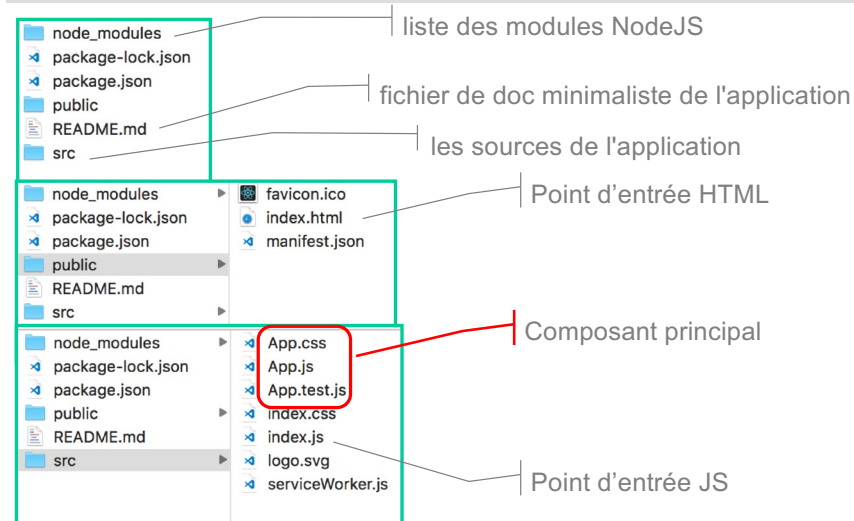 node_modules
liste des modules NodeJS
package-lock.json
package.json
public
fichier de doc minimaliste de l'application
README.md
src
les sources de l'application
node_modules
favicon.ico
Point d’entrée HTML
package-lock.json
index.html
package.json
manifest.json
public
README.md
src
node_modules
App.css
Composant principal
package-lock.json
App.js
package.json
App.test.js
public
index.css
README.md
index.js
src
logo.svg
serviceWorker.js
Point d’entrée JS